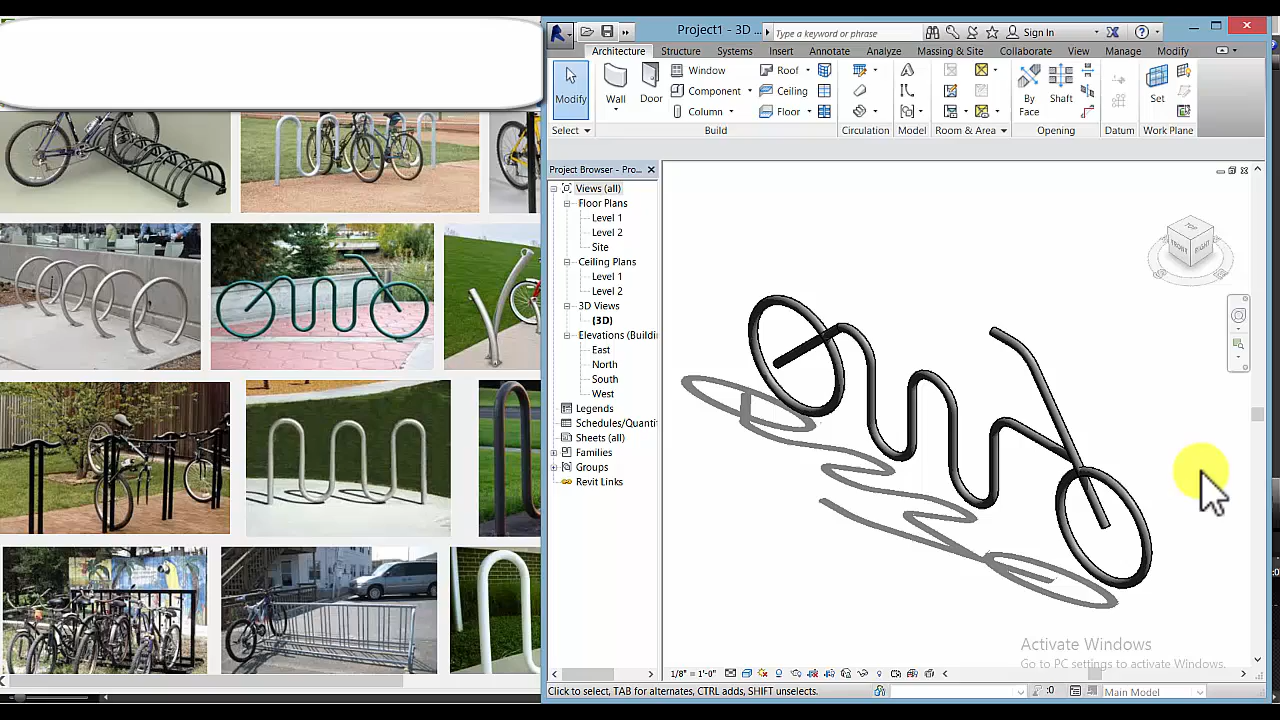 Project1 - 3D ...
Type a keyword or phrase
Sign In
Architecture Structure Systems Insert Annotate Analyze Massing & Site Collaborate View Manage Modify
Modify
Wall
Door
Window
Component
Column
Roof
Ceiling
Floor
By
Face
Shaft
Set
Select Build Circulation Model Room & Area Opening Datum Work Plane
Project Browser - Pro...
Views (all)
Floor Plans
Level 1
Level 2
Site
Ceiling Plans
Level 1
Level 2
3D Views
{3D}
Elevations (Buildin
East
North
South
West
Legends
Schedules/Quantit
Sheets (all)
Families
Groups
Revit Links
TOP
FRONT
RIGHT
Activate Windows
Go to PC settings to activate Windows.
1/8" = 1'-0"
Click to select, TAB for alternates, CTRL adds, SHIFT unselects.
:0
Main Model